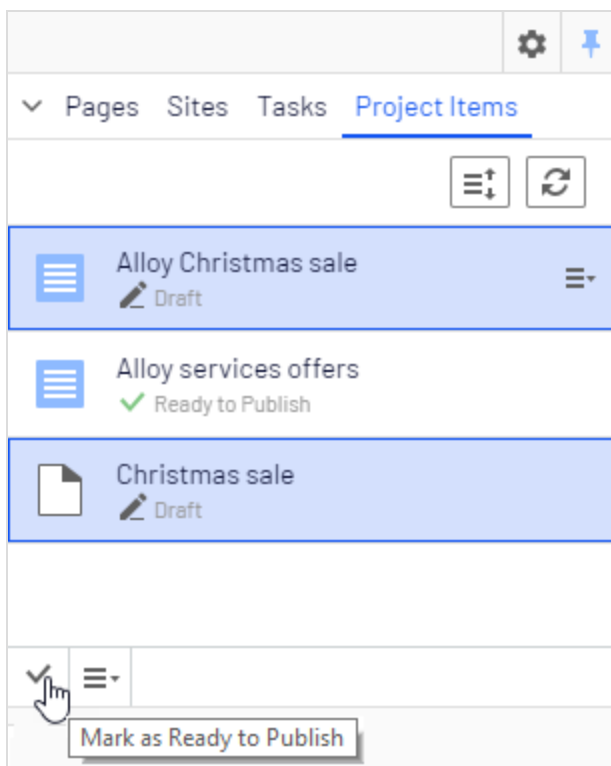 Pages Sites Tasks Project Items
Alloy Christmas sale
Draft
Alloy services offers
Ready to Publish
Christmas sale
Draft
Mark as Ready to Publish